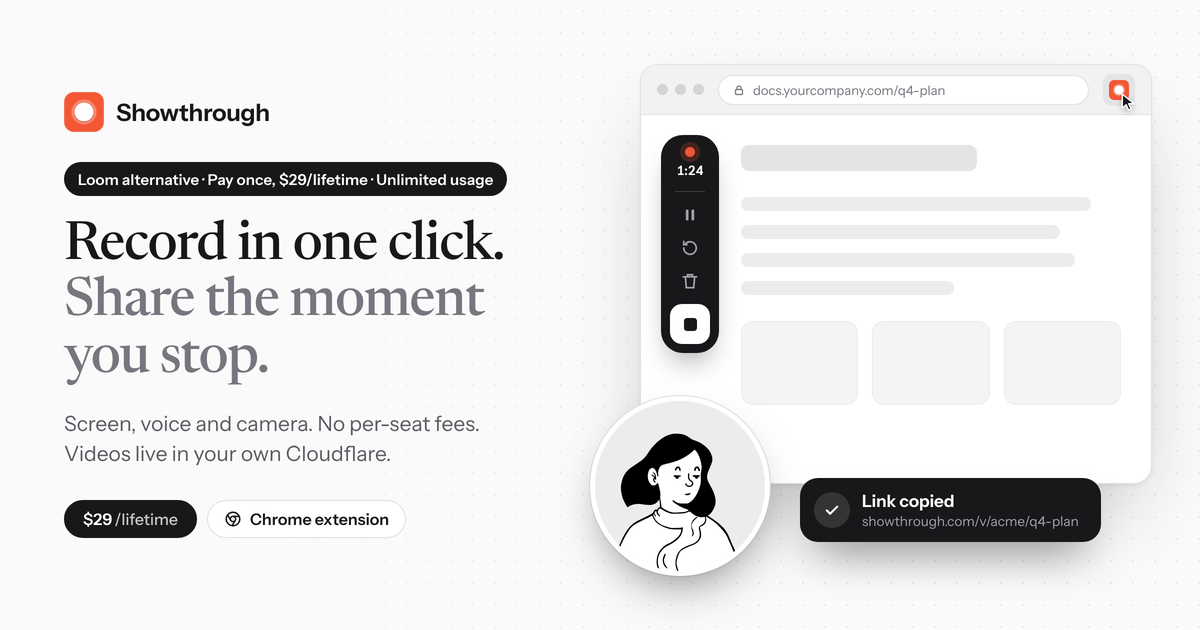 Showthrough
Loom alternative · Pay once, $29/lifetime · Unlimited usage
Record in one click.
Share the moment
you stop.
Screen, voice and camera. No per-seat fees.
Videos live in your own Cloudflare.
$29 /lifetime
Chrome extension
docs.yourcompany.com/q4-plan
1:24
Link copied
showthrough.com/v/acme/q4-plan